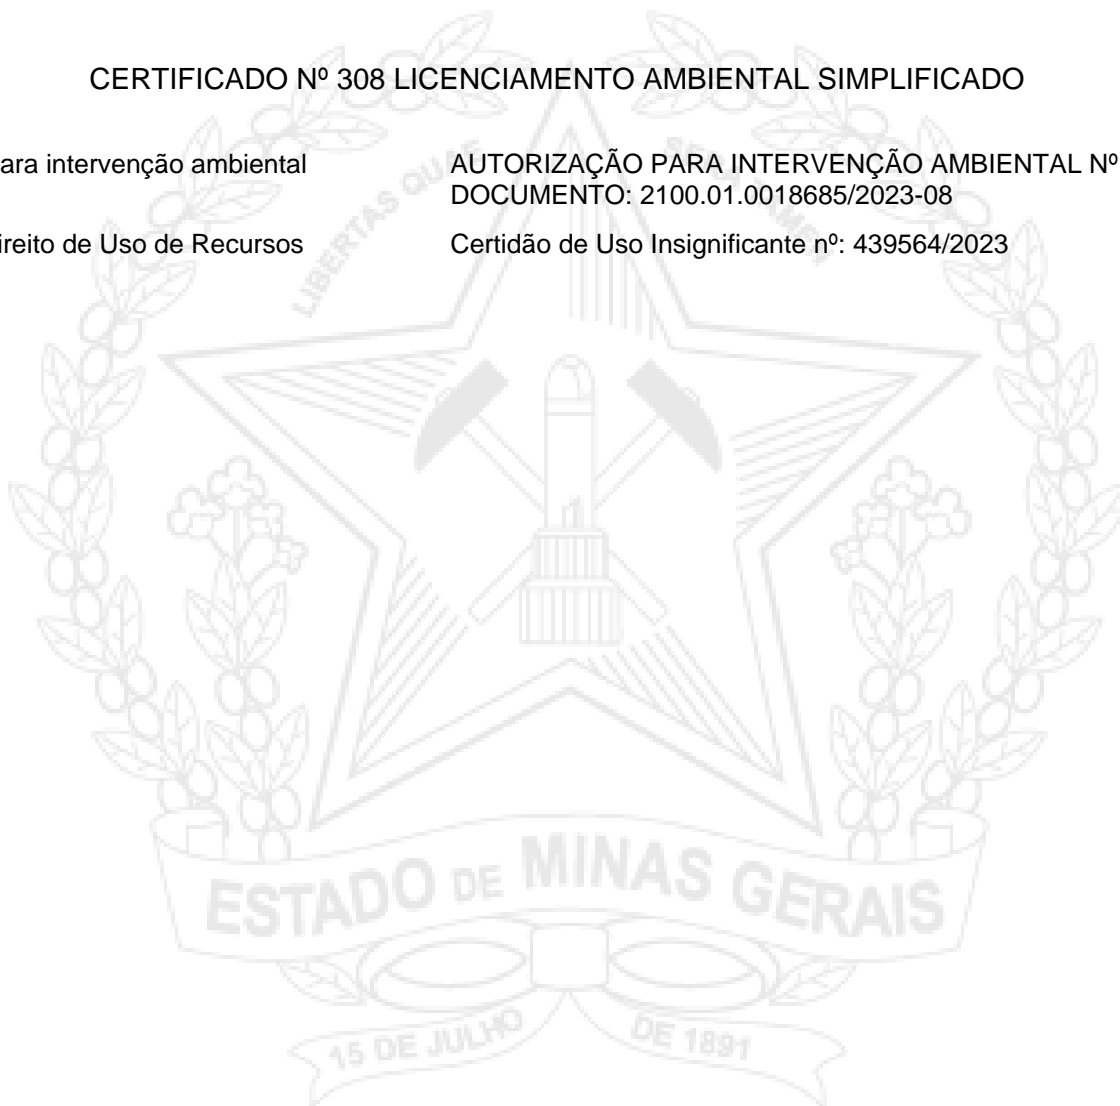 CERTIFICADO Nº 308 LICENCIAMENTO AMBIENTAL SIMPLIFICADO
ara intervenção ambiental
AUTORIZAÇÃO PARA INTERVENÇÃO AMBIENTAL Nº
DOCUMENTO: 2100.01.0018685/2023-08
ireito de Uso de Recursos
Certidão de Uso Insignificante nº: 439564/2023
LIBERTAS QUAE SERA TAMEN
ESTADO DE MINAS GERAIS
15 DE JULHO DE 1891